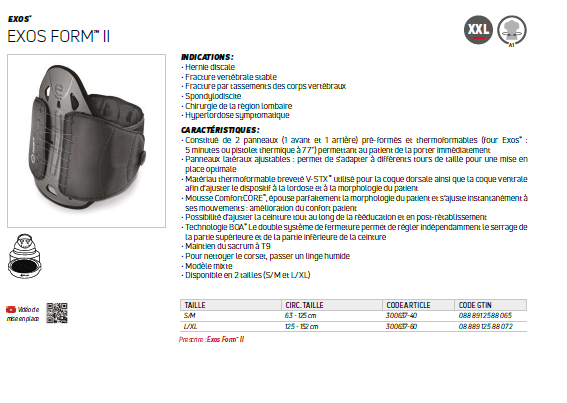 EXOS®
EXOS FORM™ II
XXL
A1
INDICATIONS :
• Hernie discale
• Fracture vertébrale stable
• Fracture par tassements des corps vertébraux
• Spondylodiscite
• Chirurgie de la région lombaire
• Hyperlordose symptomatique
CARACTÉRISTIQUES :
• Constitué de 2 panneaux (1 avant et 1 arrière) pré-formés et thermoformables (four Exos® :
5 minutes ou pistolet thermique à 77°) permettant au patient de la porter immédiatement
• Panneaux latéraux ajustables : permet de s'adapter à différents tours de taille pour une mise en
place optimale
• Matériau thermoformable breveté V-STX™ utilisé pour la coque dorsale ainsi que la coque ventrale
afin d'ajuster le dispositif à la lordose et à la morphologie du patient
• Mousse ComfortCORE™, épouse parfaitement la morphologie du patient et s'ajuste instantanément à
ses mouvements : amélioration du confort patient
• Possibilité d'ajuster la ceinture tout au long de la rééducation et en post-rétablissement
• Technologie BOA® Le double système de fermeture permet de régler indépendamment le serrage de
la partie supérieure et de la partie inférieure de la ceinture
• Maintien du sacrum à T9
• Pour nettoyer le corset, passer un linge humide
• Modèle mixte
• Disponible en 2 tailles (S/M et L/XL)
Vidéo de
mise en place
TAILLE CIRC. TAILLE CODE ARTICLE CODE GTIN
S/M 63 - 125 cm 300637-40 0888912588065
L/XL 125 - 152 cm 300637-60 08 889 125 88 072
Prescrire : Exos Form™ II